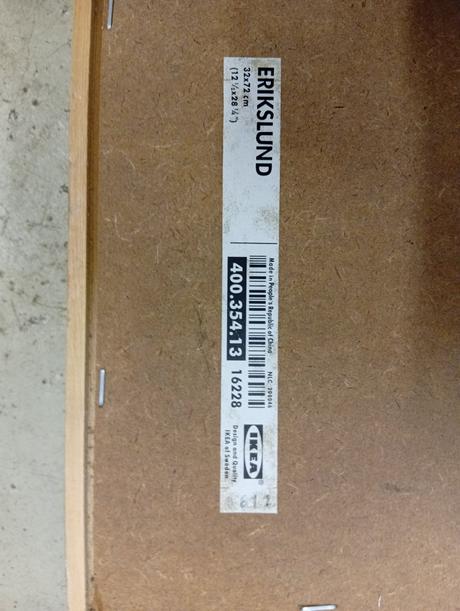 ERIKSLUND
32x72 cm
(12 ½x28 ¼")
Made in People's Republic of China
NLC:
400.354.13 16228
IKEA®
Design and Quality
IKEA of Sweden